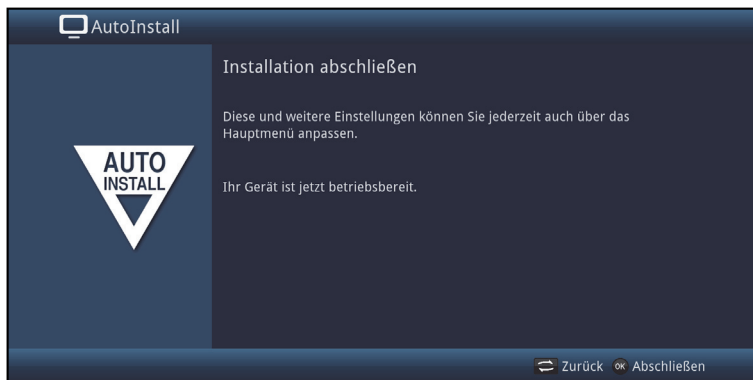 AutoInstall
Installation abschließen
Diese und weitere Einstellungen können Sie jederzeit auch über das
Hauptmenü anpassen.
AUTO
INSTALL
Ihr Gerät ist jetzt betriebsbereit.
Zurück OK Abschließen